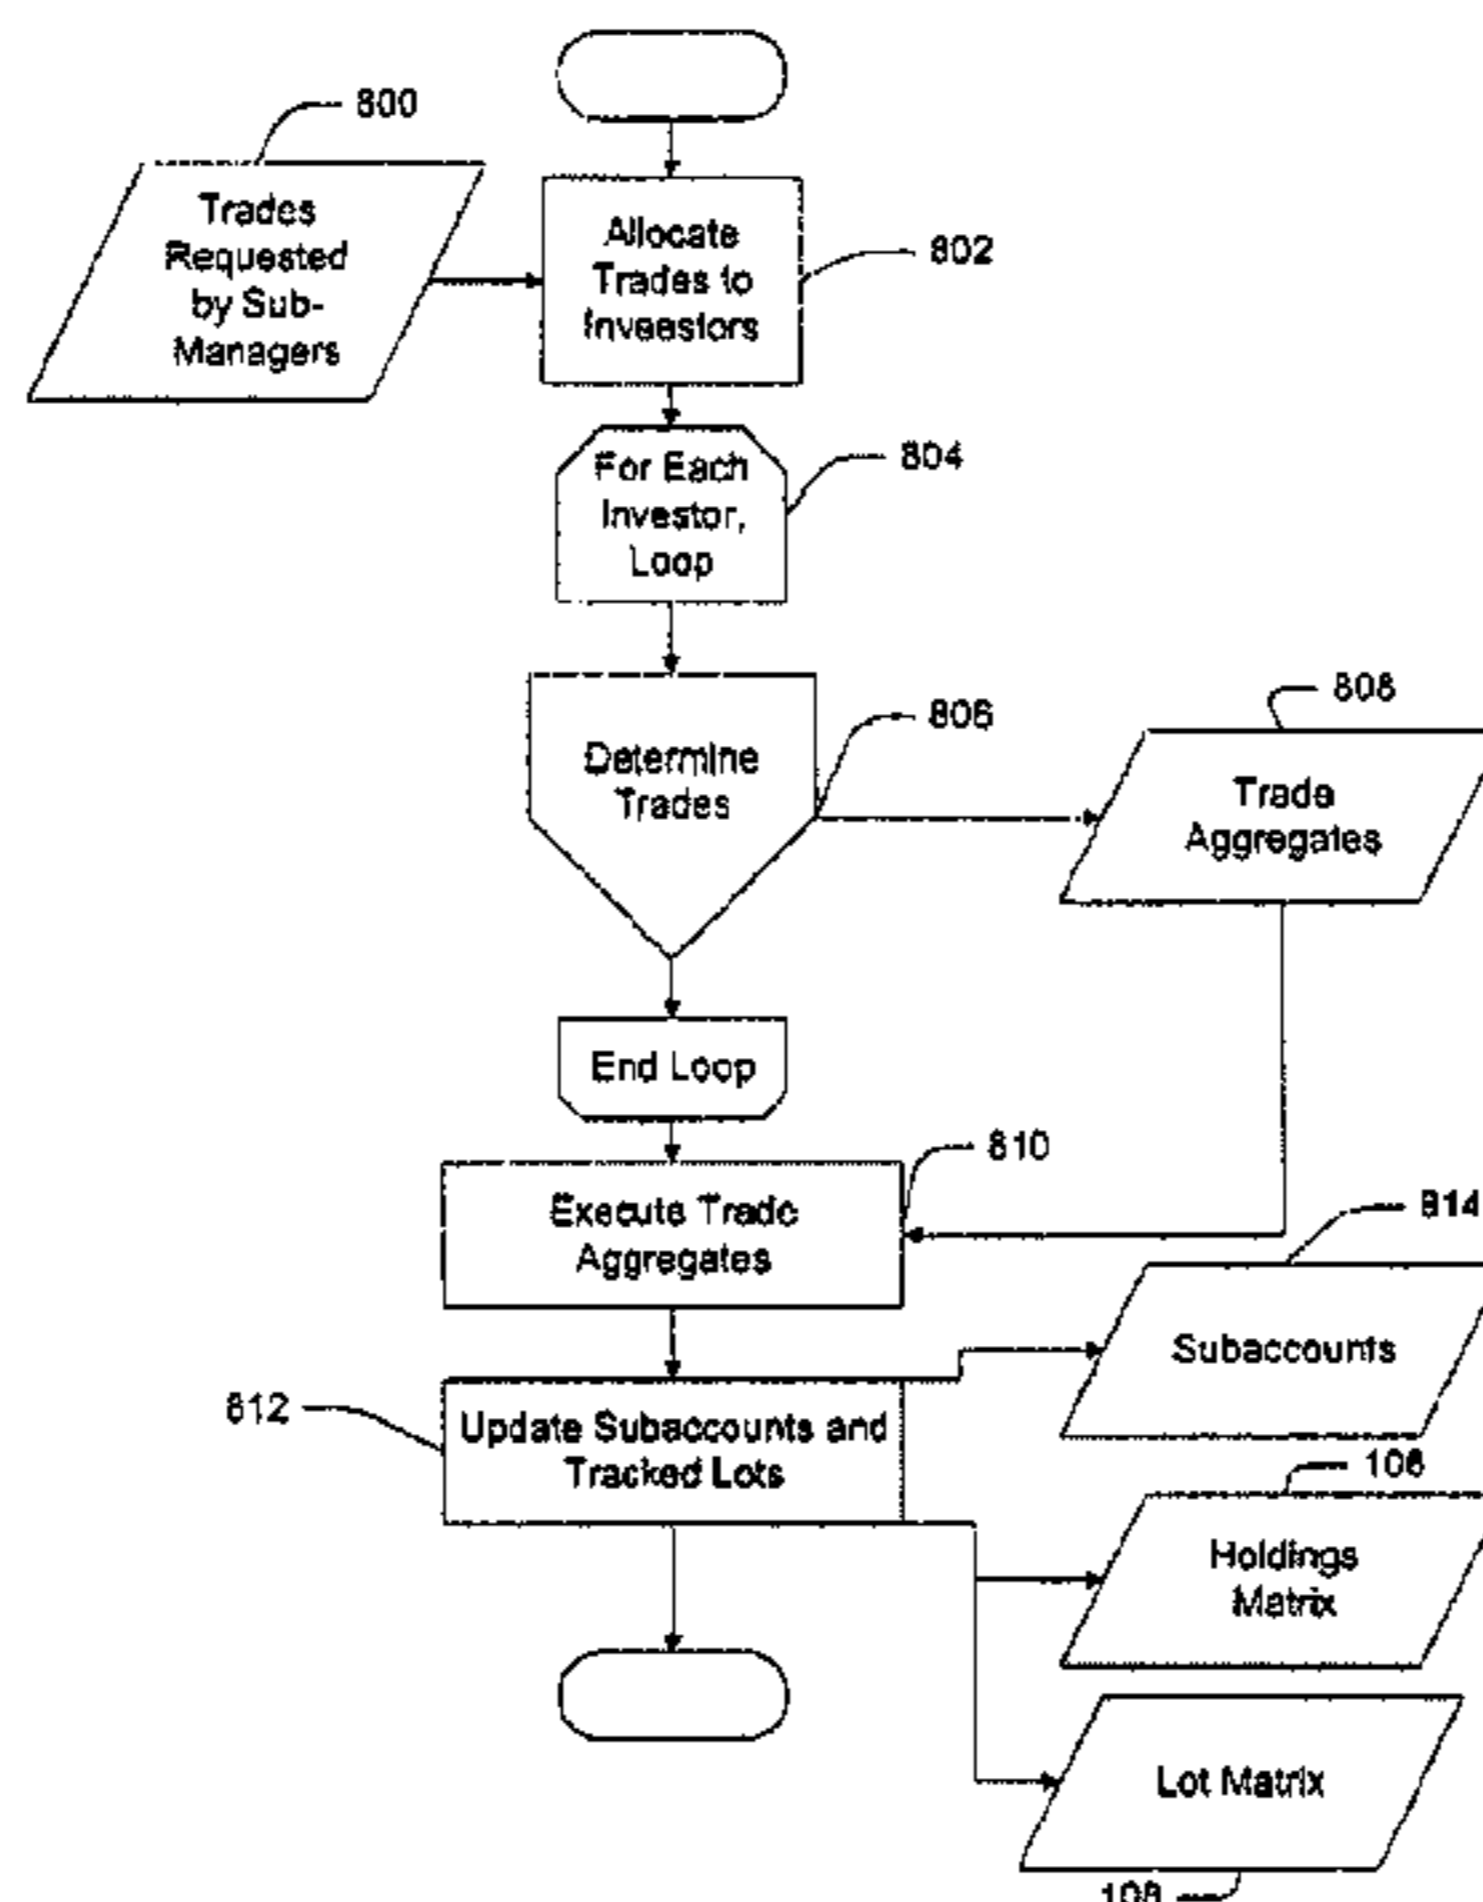 800
Trades
Requested
by Sub-
Managers
Allocate
Trades to
Inveestors
802
For Each
Investor,
Loop
804
Determine
Trades
806
808
Trade
Aggregates
End Loop
Execute Trade
Aggregates
810
814
Subaccounts
812
Update Subaccounts and
Tracked Lots
106
Holdings
Matrix
Lot Matrix
108